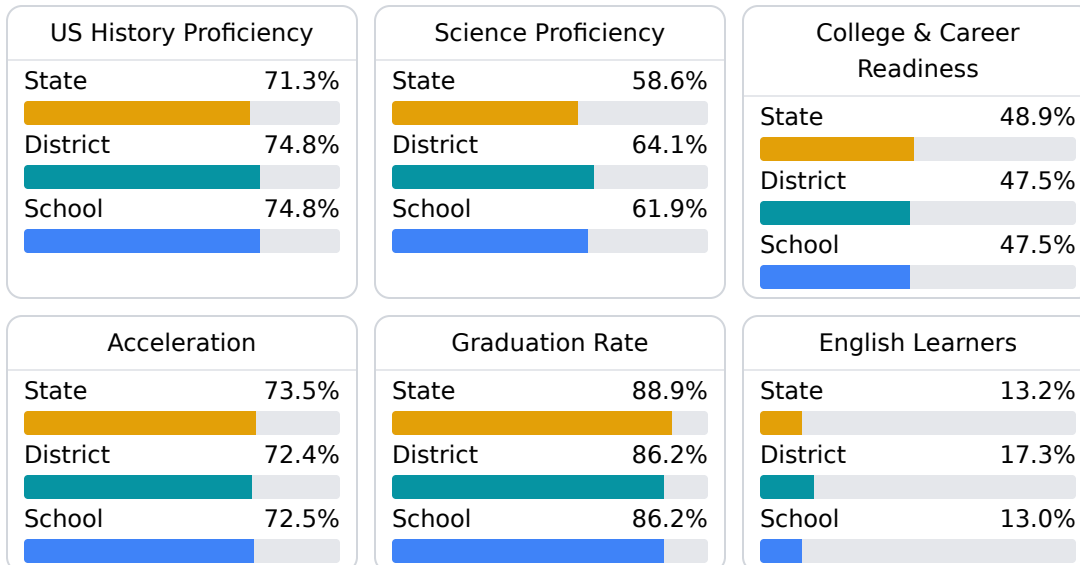 US History Proficiency
State 71.3%
District 74.8%
School 74.8%
Science Proficiency
State 58.6%
District 64.1%
School 61.9%
College & Career
Readiness
State 48.9%
District 47.5%
School 47.5%
Acceleration
State 73.5%
District 72.4%
School 72.5%
Graduation Rate
State 88.9%
District 86.2%
School 86.2%
English Learners
State 13.2%
District 17.3%
School 13.0%